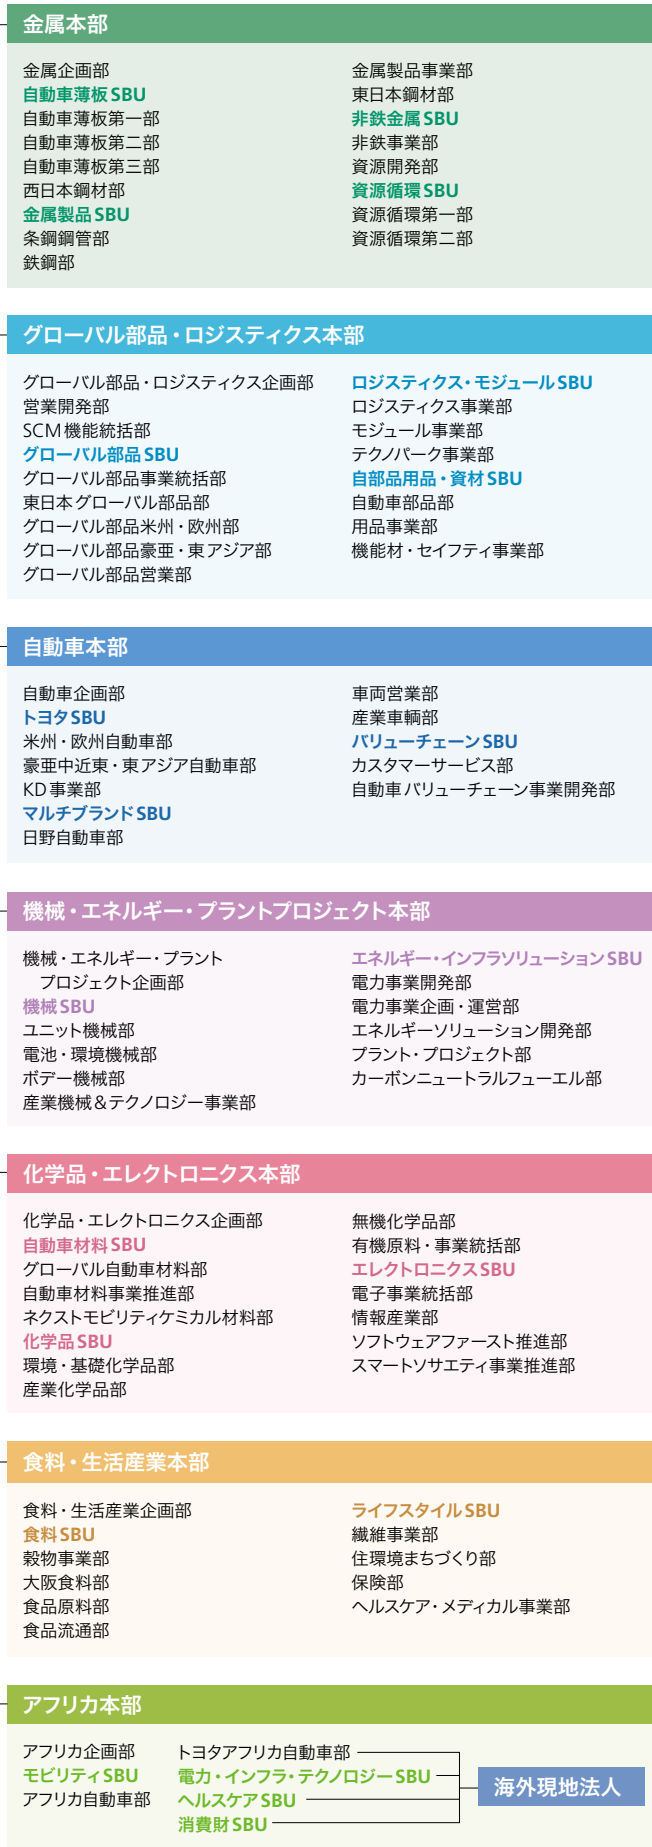 金属本部
金属企画部
自動車薄板SBU
自動車薄板第一部
自動車薄板第二部
自動車薄板第三部
西日本鋼材部
金属製品SBU
条鋼鋼管部
鉄鋼部
金属製品事業部
東日本鋼材部
非鉄金属SBU
非鉄事業部
資源開発部
資源循環SBU
資源循環第一部
資源循環第二部
グローバル部品・ロジスティクス本部
グローバル部品・ロジスティクス企画部
営業開発部
SCM機能統括部
グローバル部品SBU
グローバル部品事業統括部
東日本グローバル部品部
グローバル部品米州・欧州部
グローバル部品豪亜・東アジア部
グローバル部品営業部
ロジスティクス・モジュールSBU
ロジスティクス事業部
モジュール事業部
テクノパーク事業部
自部品用品・資材SBU
自動車部品部
用品事業部
機能材・セイフティ事業部
自動車本部
自動車企画部
トヨタSBU
米州・欧州自動車部
豪亜中近東・東アジア自動車部
KD事業部
マルチブランドSBU
日野自動車部
車両営業部
産業車輌部
バリューチェーンSBU
カスタマーサービス部
自動車バリューチェーン事業開発部
機械・エネルギー・プラントプロジェクト本部
機械・エネルギー・プラント
プロジェクト企画部
機械SBU
ユニット機械部
電池・環境機械部
ボデー機械部
産業機械&テクノロジー事業部
エネルギー・インフラソリューションSBU
電力事業開発部
電力事業企画・運営部
エネルギーソリューション開発部
プラント・プロジェクト部
カーボンニュートラルフューエル部
化学品・エレクトロニクス本部
化学品・エレクトロニクス企画部
自動車材料SBU
グローバル自動車材料部
自動車材料事業推進部
ネクストモビリティケミカル材料部
化学品SBU
環境・基礎化学品部
産業化学品部
無機化学品部
有機原料・事業統括部
エレクトロニクスSBU
電子事業統括部
情報産業部
ソフトウェアファースト推進部
スマートソサエティ事業推進部
食料・生活産業本部
食料・生活産業企画部
食料SBU
穀物事業部
大阪食料部
食品原料部
食品流通部
ライフスタイルSBU
繊維事業部
住環境まちづくり部
保険部
ヘルスケア・メディカル事業部
アフリカ本部
アフリカ企画部
モビリティSBU
アフリカ自動車部
トヨタアフリカ自動車部
電力・インフラ・テクノロジーSBU
ヘルスケアSBU
消費財SBU
海外現地法人